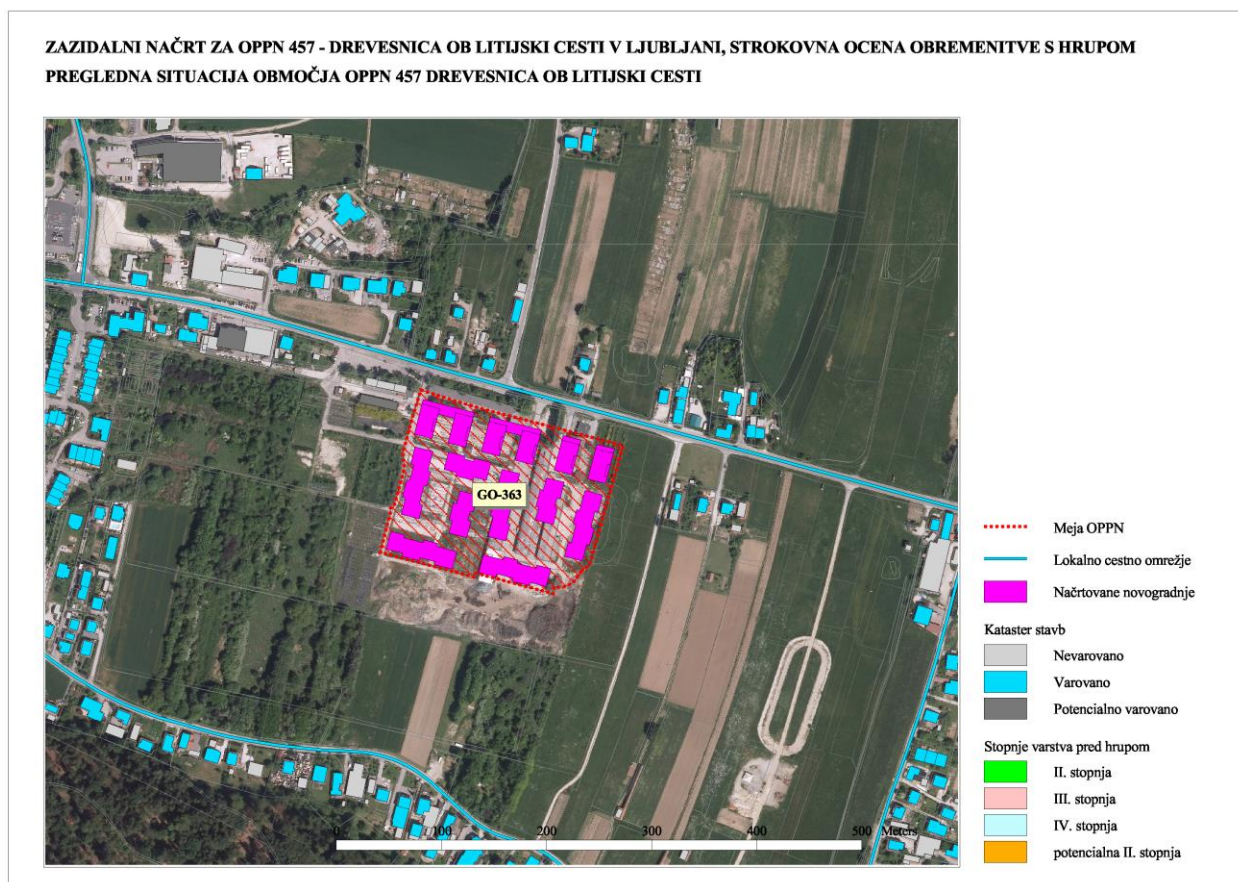 ZAZIDALNI NAČRT ZA OPPN 457 - DREVESNICA OB LITIJSKI CESTI V LJUBLJANI, STROKOVNA OCENA OBREMENITVE S HRUPOM
PREGLEDNA SITUACIJA OBMOČJA OPPN 457 DREVESNICA OB LITIJSKI CESTI
GO-363
Meja OPPN
Lokalno cestno omrežje
Načrtovane novogradnje
Kataster stavb
Nevarovano
Varovano
Potencialno varovano
Stopnje varstva pred hrupom
II. stopnja
III. stopnja
IV. stopnja
potencialna II. stopnja
0 100 200 300 400 500 Meters